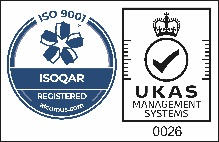 ISO 9001
ISOQAR
REGISTERED
alcumus.com
UKAS
MANAGEMENT
SYSTEMS
0026